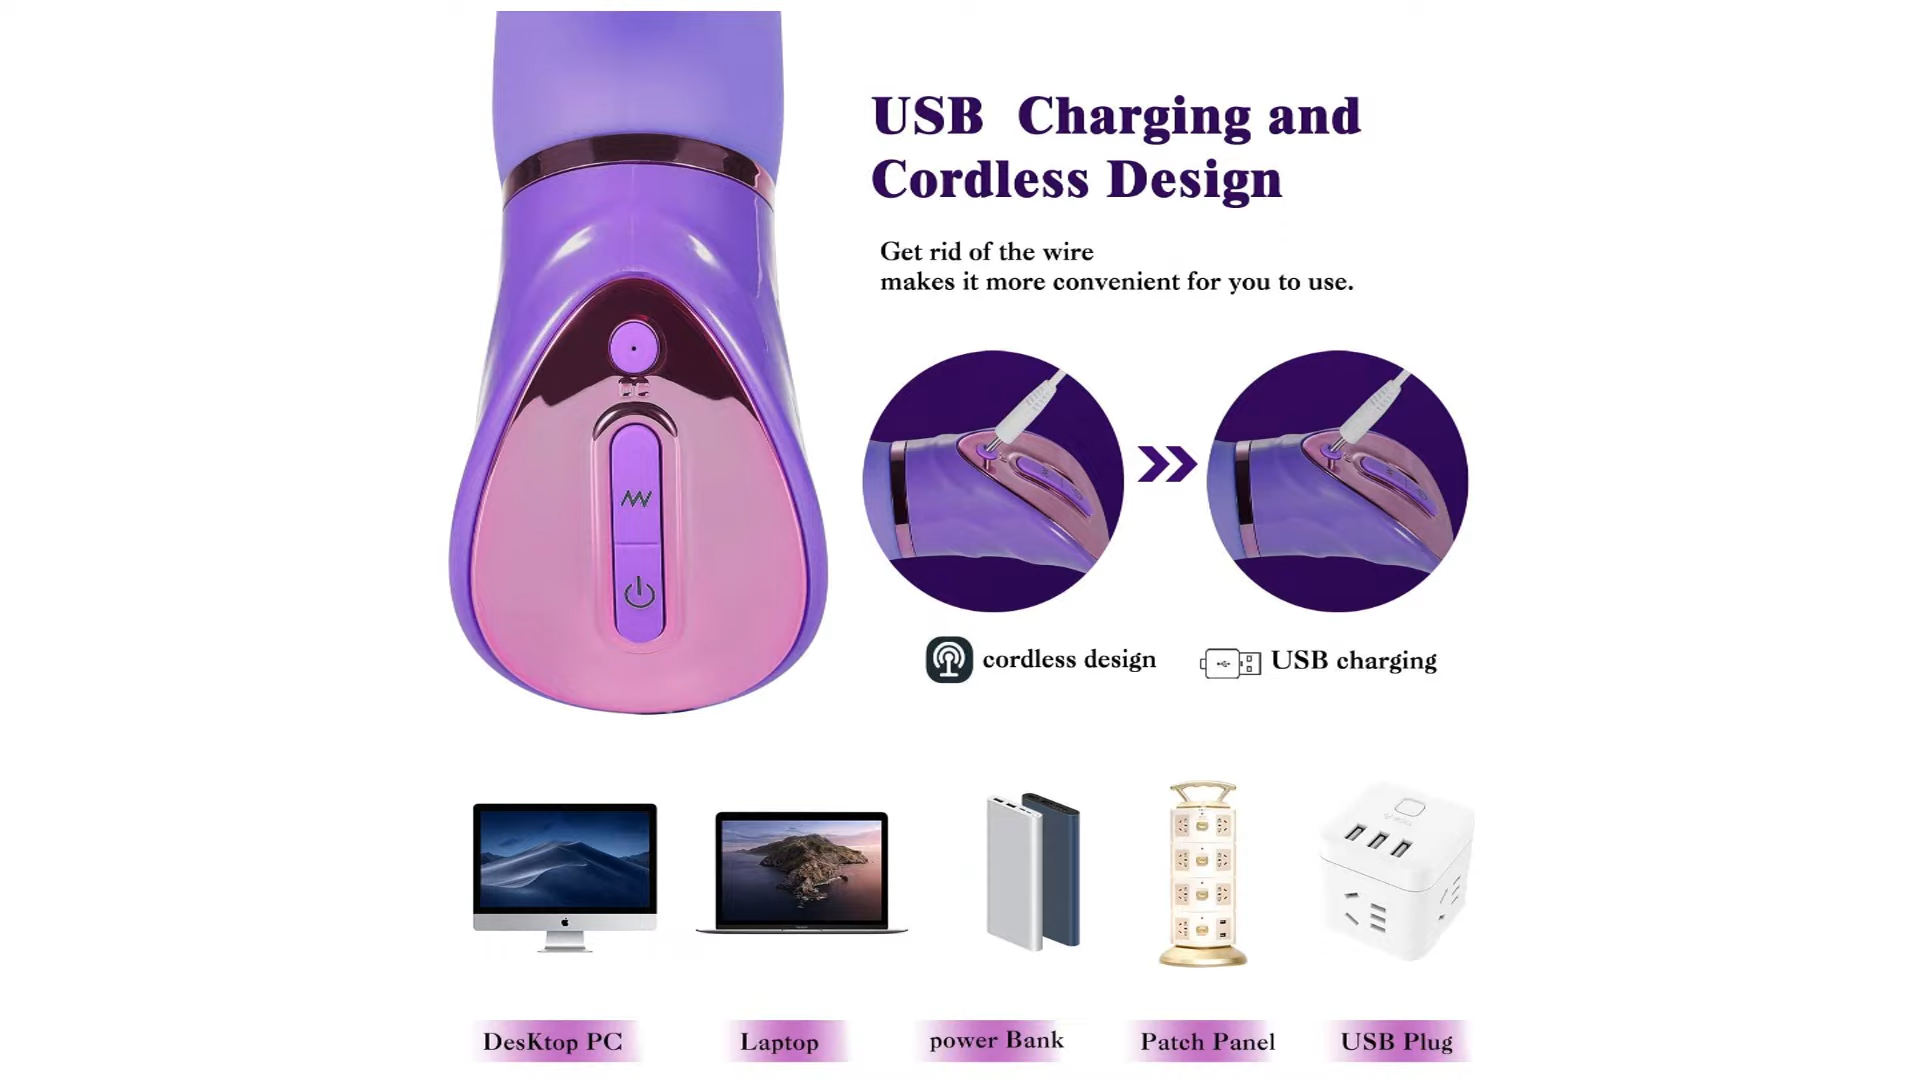 USB Charging and
Cordless Design
Get rid of the wire
makes it more convenient for you to use.
DC
cordless design
USB charging
DesKtop PC
Laptop
power Bank
Patch Panel
USB Plug